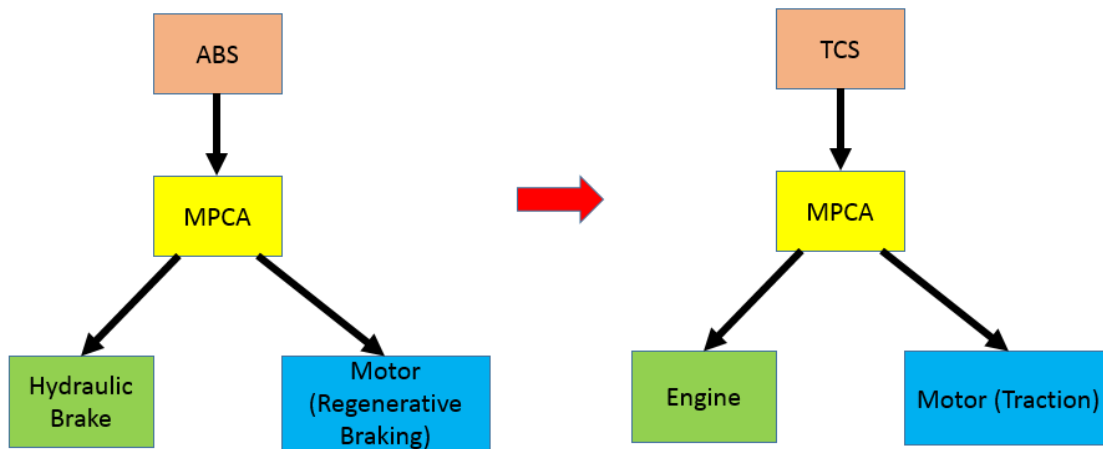 ABS
TCS
MPCA
MPCA
Hydraulic
Brake
Motor
(Regenerative
Braking)
Engine
Motor (Traction)